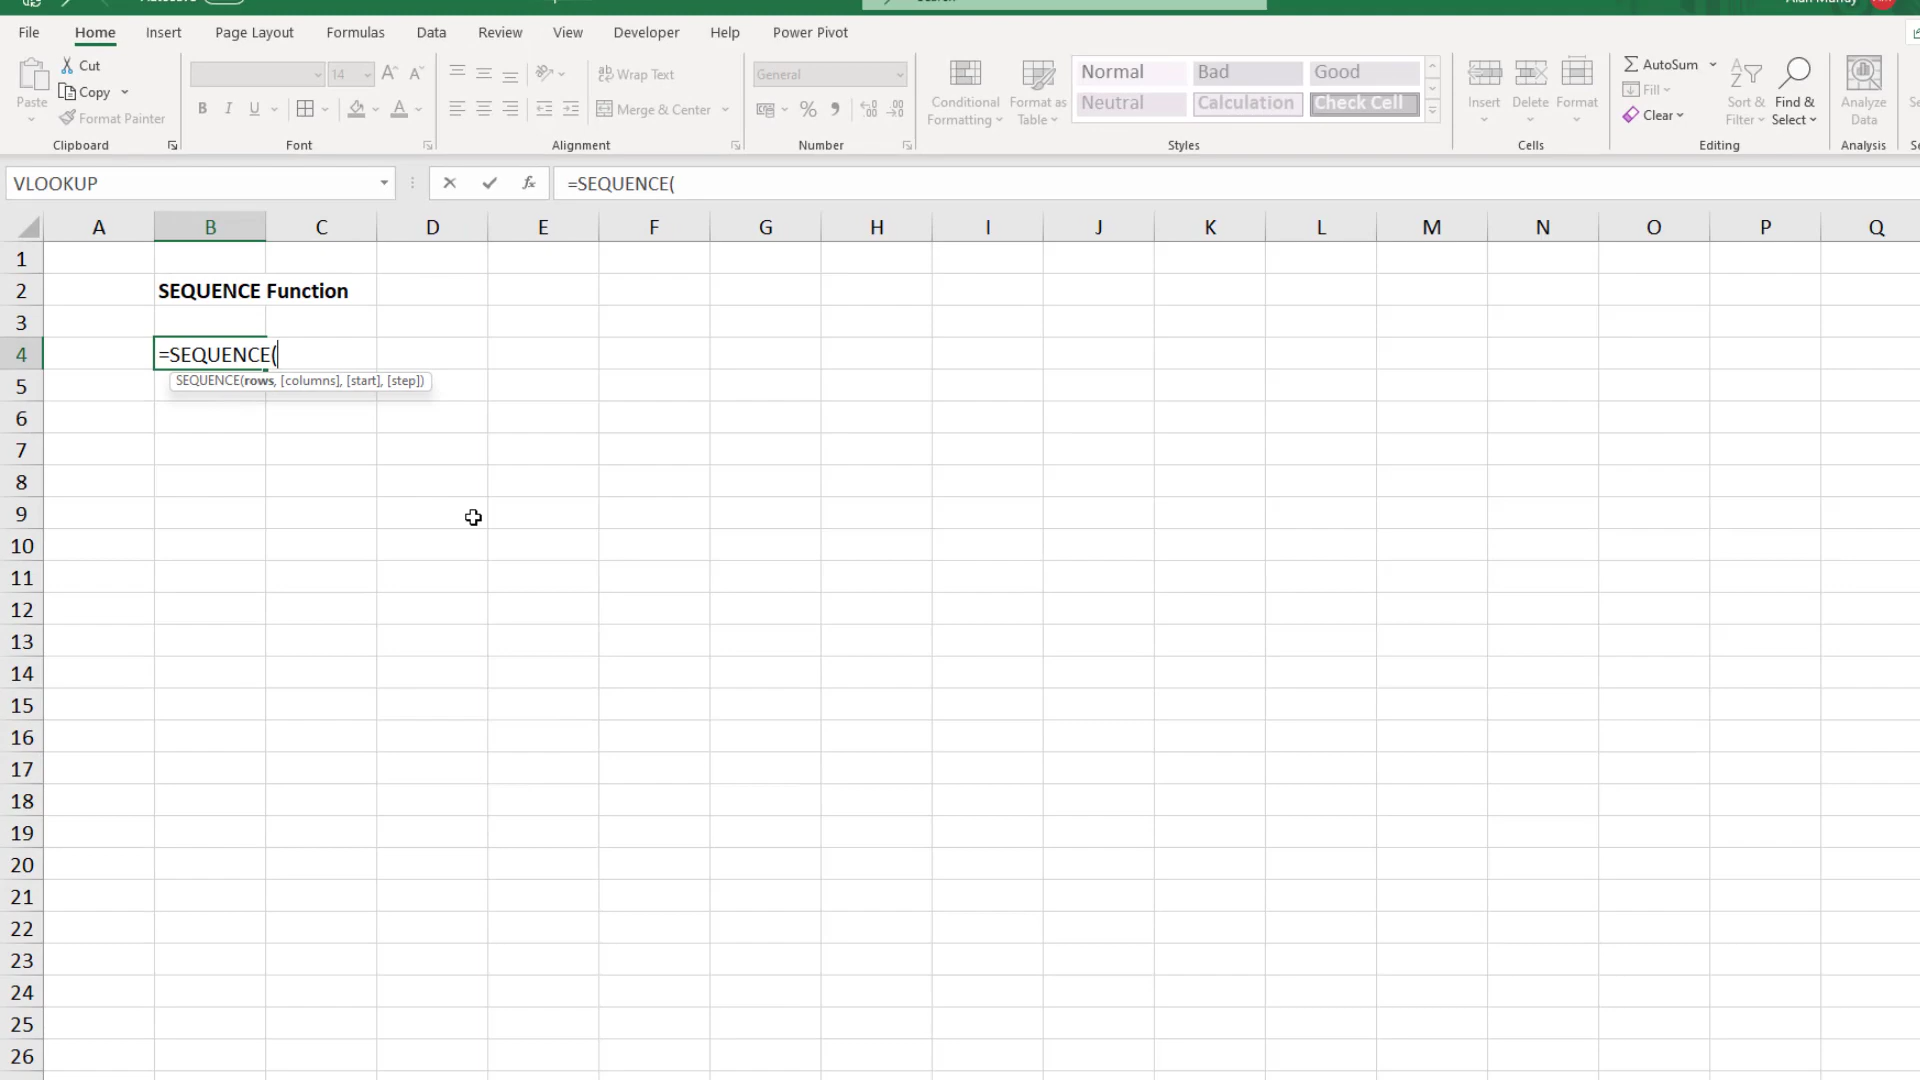 File Home Insert Page Layout Formulas Data Review View Developer Help Power Pivot
Paste Cut Copy Format Painter
Clipboard
14
B I U A
Font
Wrap Text
Merge & Center
Alignment
General
% ,
Number
Conditional Formatting
Format as Table
Normal Bad Good
Neutral Calculation Check Cell
Styles
Insert Delete Format
Cells
AutoSum
Fill
Clear
Sort & Filter
Find & Select
Editing
Analyze Data
Analysis
VLOOKUP fx =SEQUENCE(
A B C D E F G H I J K L M N O P Q
1
2 SEQUENCE Function
3
4 =SEQUENCE(
SEQUENCE(rows, [columns], [start], [step])
5
6
7
8
9
10
11
12
13
14
15
16
17
18
19
20
21
22
23
24
25
26